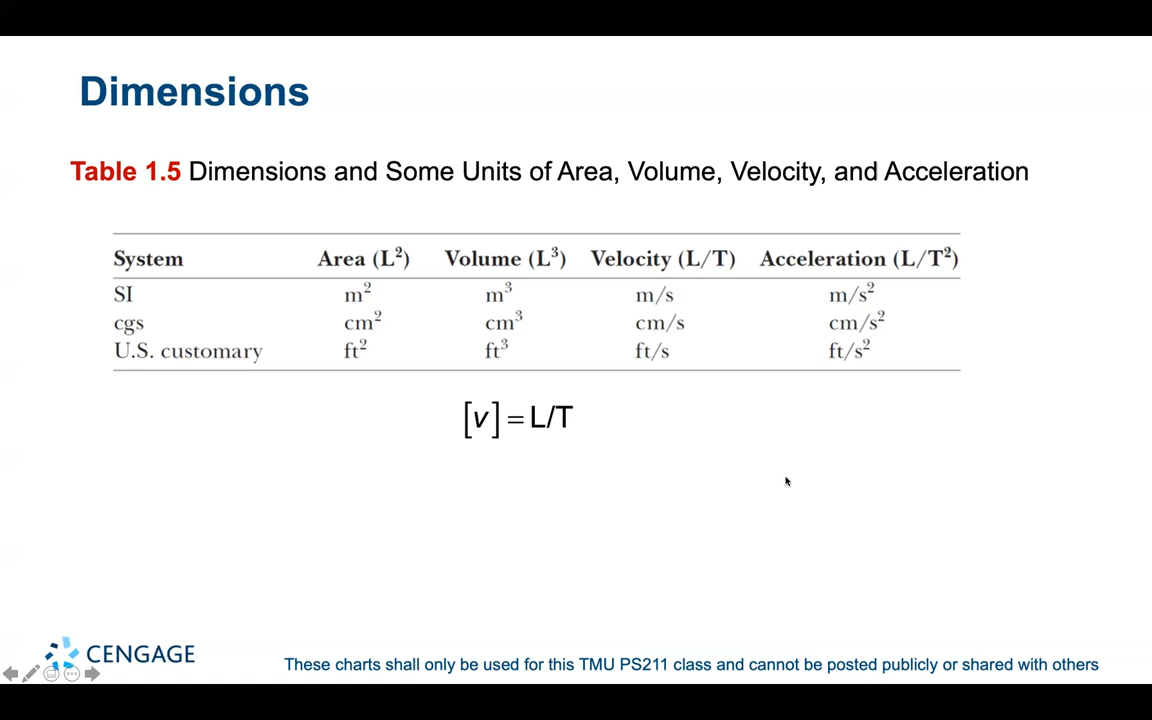 Dimensions
Table 1.5 Dimensions and Some Units of Area, Volume, Velocity, and Acceleration
System Area (L²) Volume (L³) Velocity (L/T) Acceleration (L/T²)
SI m² m³ m/s m/s²
cgs cm² cm³ cm/s cm/s²
U.S. customary ft² ft³ ft/s ft/s²
[v] = L/T
CENGAGE
These charts shall only be used for this TMU PS211 class and cannot be posted publicly or shared with others